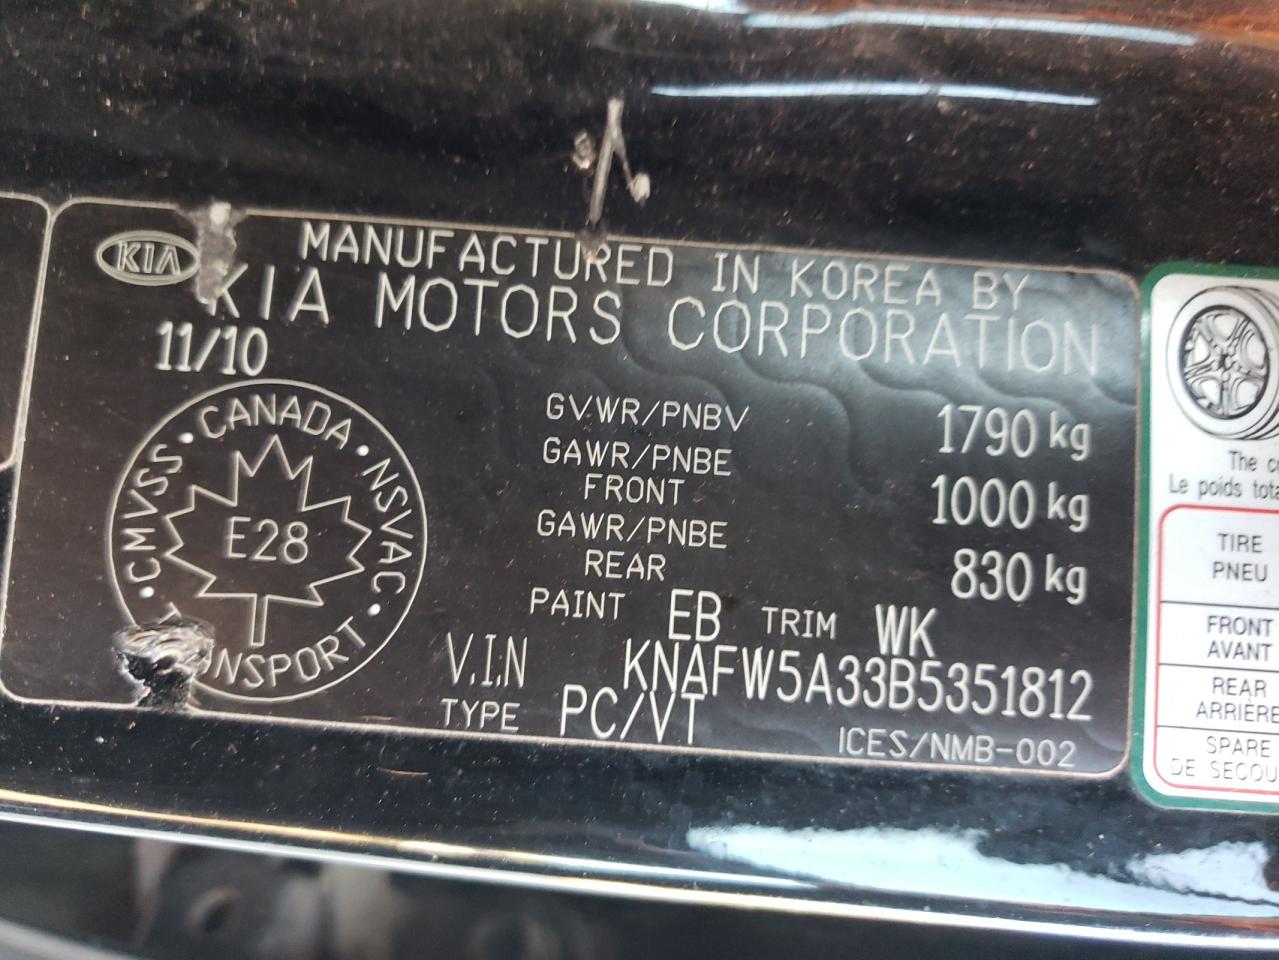 KIA
MANUFACTURED IN KOREA BY
KIA MOTORS CORPORATION
11/10
GVWR/PNBV 1790 kg
GAWR/PNBE
FRONT 1000 kg
GAWR/PNBE
REAR 830 kg
CMVSS • CANADA • NSVAC •
E28
NSPORT
PAINT EB TRIM WK
V.I.N KNAFW5A33B5351812
TYPE PC/VT
ICES/NMB-002
The
Le poids
TIRE
PNEU
FRONT
AVANT
REAR
ARRIÈRE
SPARE
DE